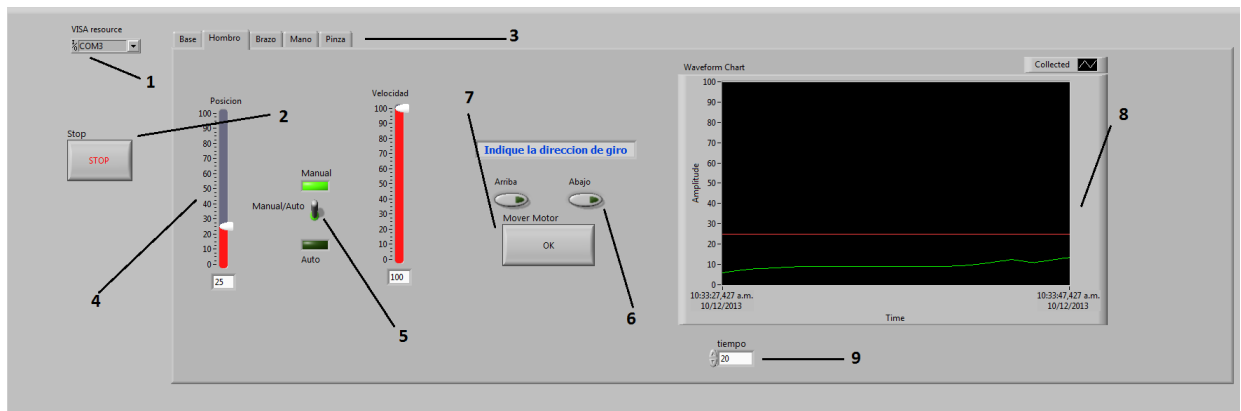 VISA resource
COM3
1
Stop
STOP
2
Base Hombro Brazo Mano Pinza
3
Posicion
100
90
80
70
60
50
40
30
20
10
0
25
4
Manual
Manual/Auto
Auto
5
Velocidad
100
90
80
70
60
50
40
30
20
10
0
100
7
Indique la direccion de giro
Arriba Abajo
Mover Motor
OK
6
Waveform Chart
Collected
Amplitude
100
90
80
70
60
50
40
30
20
10
0
10:33:27,427 a.m.
10/12/2013
10:33:47,427 a.m.
10/12/2013
Time
8
tiempo
20
9